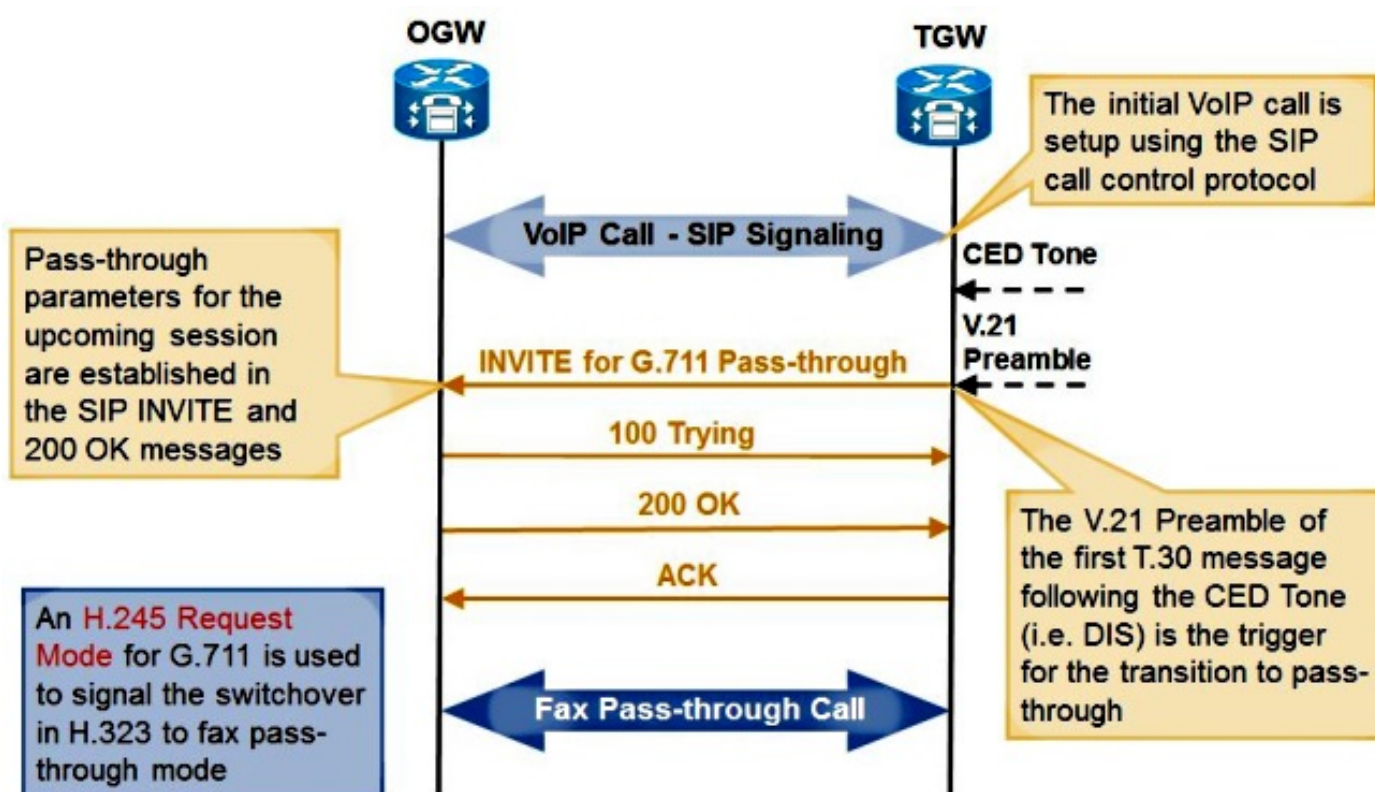 OGW
TGW
The initial VoIP call is
setup using the SIP
call control protocol
VoIP Call - SIP Signaling
CED Tone
Pass-through
parameters for the
upcoming session
are established in
the SIP INVITE and
200 OK messages
V.21
Preamble
INVITE for G.711 Pass-through
100 Trying
200 OK
ACK
The V.21 Preamble of
the first T.30 message
following the CED Tone
(i.e. DIS) is the trigger
for the transition to pass-
through
An H.245 Request
Mode for G.711 is used
to signal the switchover
in H.323 to fax pass-
through mode
Fax Pass-through Call